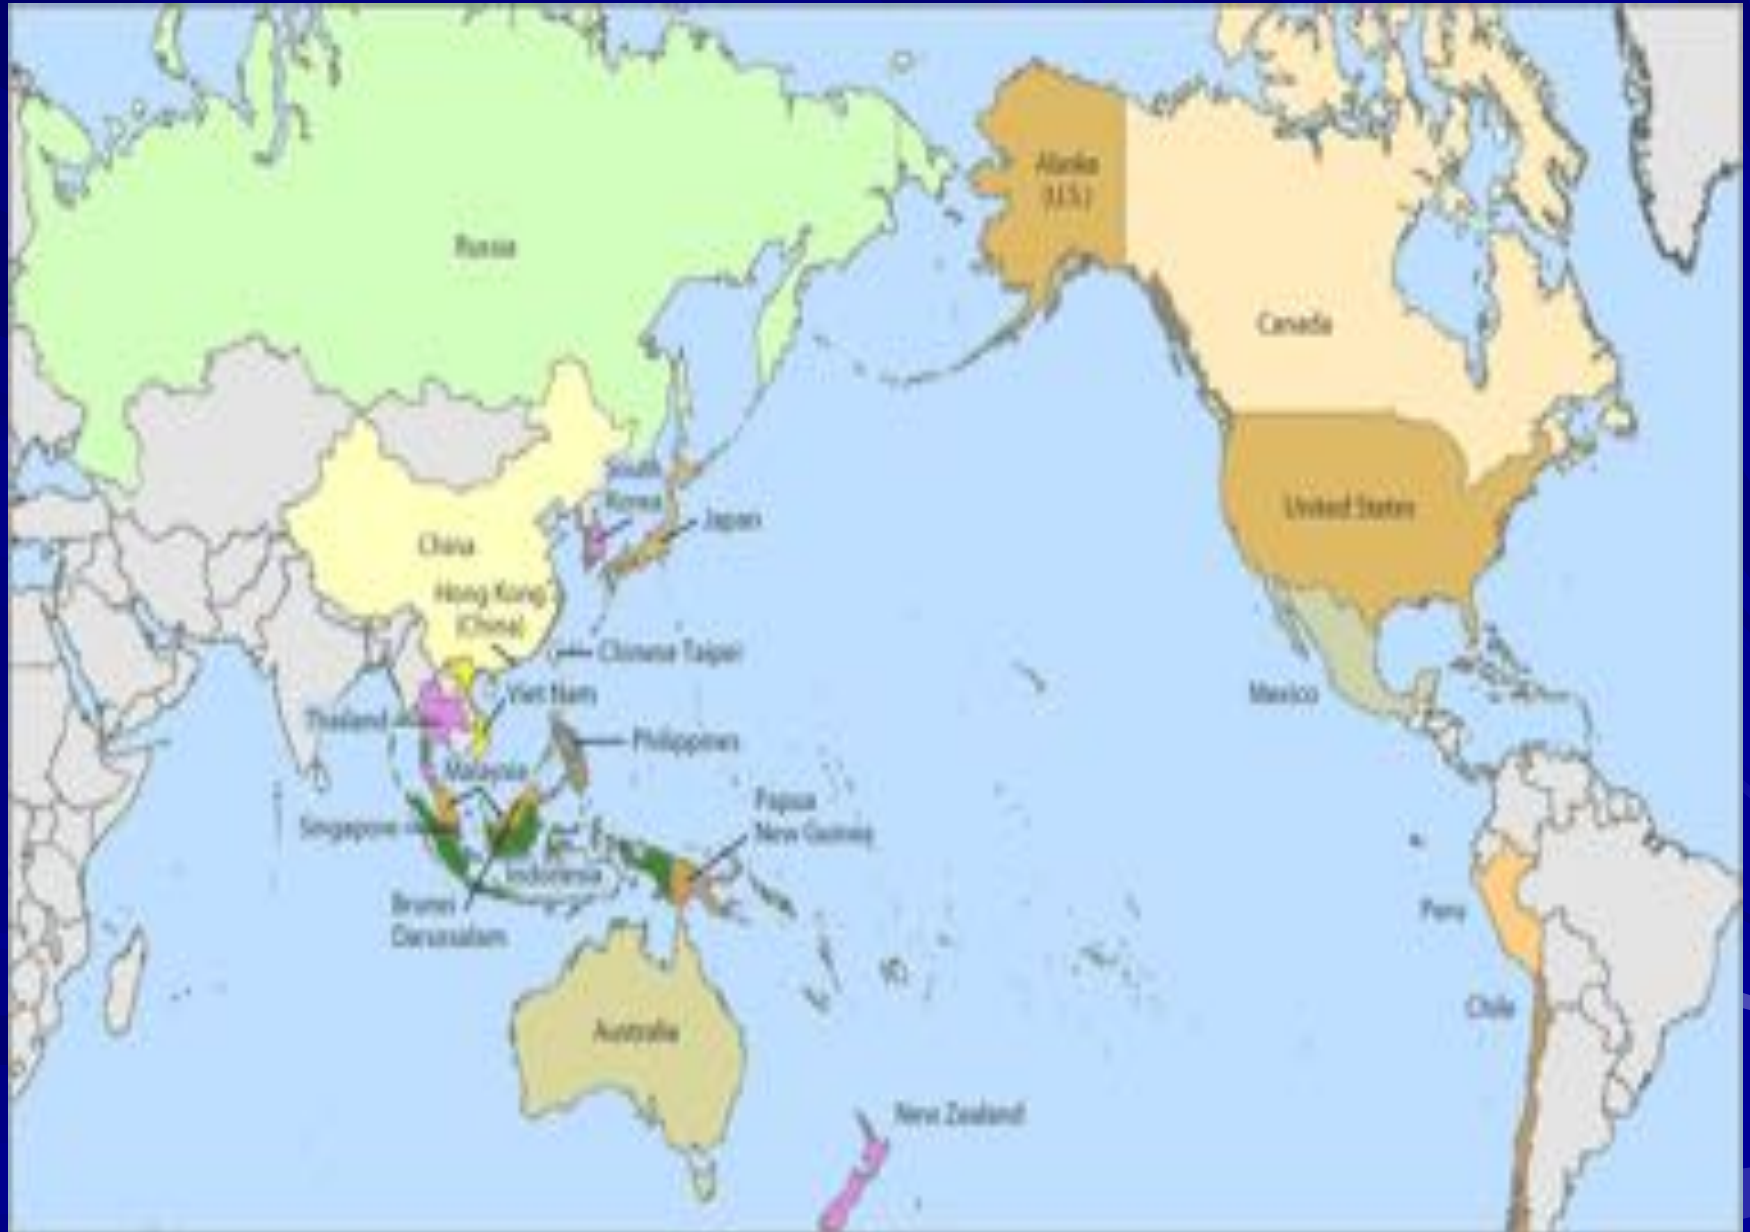 Alaska
(U.S.)
Russia
Canada
South
Korea
United States
Japan
China
Hong Kong
(China)
Chinese Taipei
Viet Nam
Mexico
Thailand
Philippines
Malaysia
Papua
New Guinea
Singapore
Indonesia
Brunei
Darussalam
Peru
Chile
Australia
New Zealand